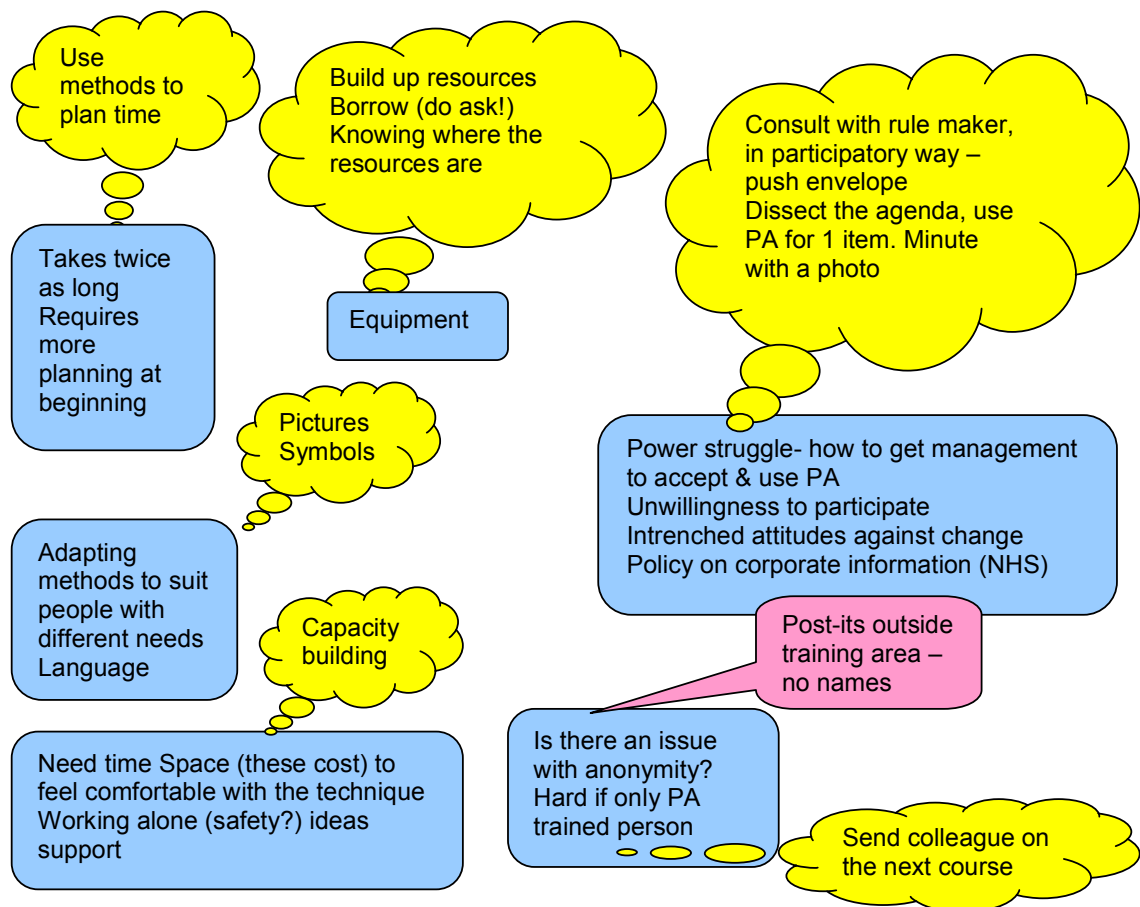 Use
methods to
plan time
Build up resources
Borrow (do ask!)
Knowing where the
resources are
Consult with rule maker,
in participatory way –
push envelope
Dissect the agenda, use
PA for 1 item. Minute
with a photo
Takes twice
as long
Requires
more
planning at
beginning
Equipment
Pictures
Symbols
Power struggle- how to get management
to accept & use PA
Unwillingness to participate
Intrenched attitudes against change
Policy on corporate information (NHS)
Adapting
methods to suit
people with
different needs
Language
Capacity
building
Post-its outside
training area –
no names
Need time Space (these cost) to
feel comfortable with the technique
Working alone (safety?) ideas
support
Is there an issue
with anonymity?
Hard if only PA
trained person
Send colleague on
the next course